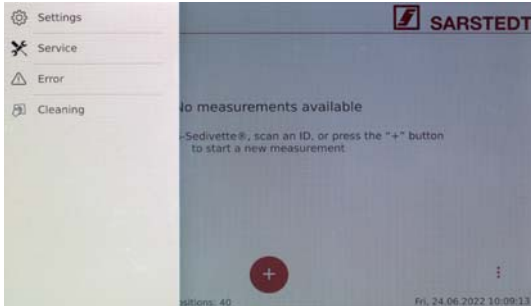 Settings
Service
Error
Cleaning
SARSTEDT
No measurements available
-Sedivette®, scan an ID, or press the "+" button
to start a new measurement
+
sitions: 40
Fri, 24.06.2022 10:09:13